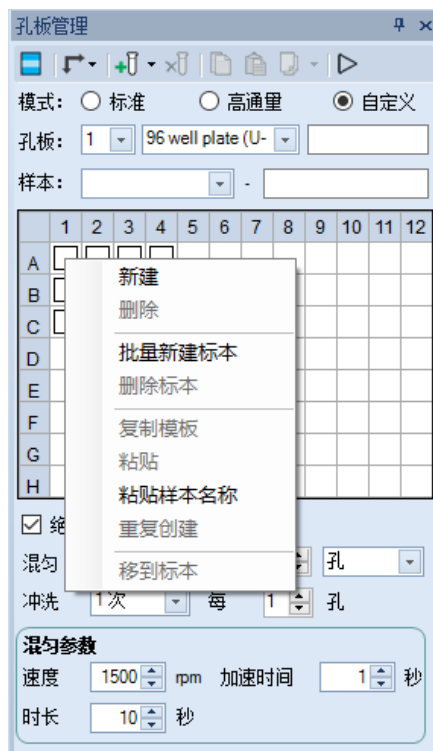 孔板管理
模式: 标准 高通量 自定义
孔板: 1 96 well plate (U-
样本: -
1 2 3 4 5 6 7 8 9 10 11 12
A
B
C
D
E
F
G
H
新建
删除
批量新建标本
删除标本
复制模板
粘贴
粘贴样本名称
重复创建
移到标本
混匀 孔
冲洗 1次 每 1 孔
混匀参数
速度 1500 rpm 加速时间 1 秒
时长 10 秒